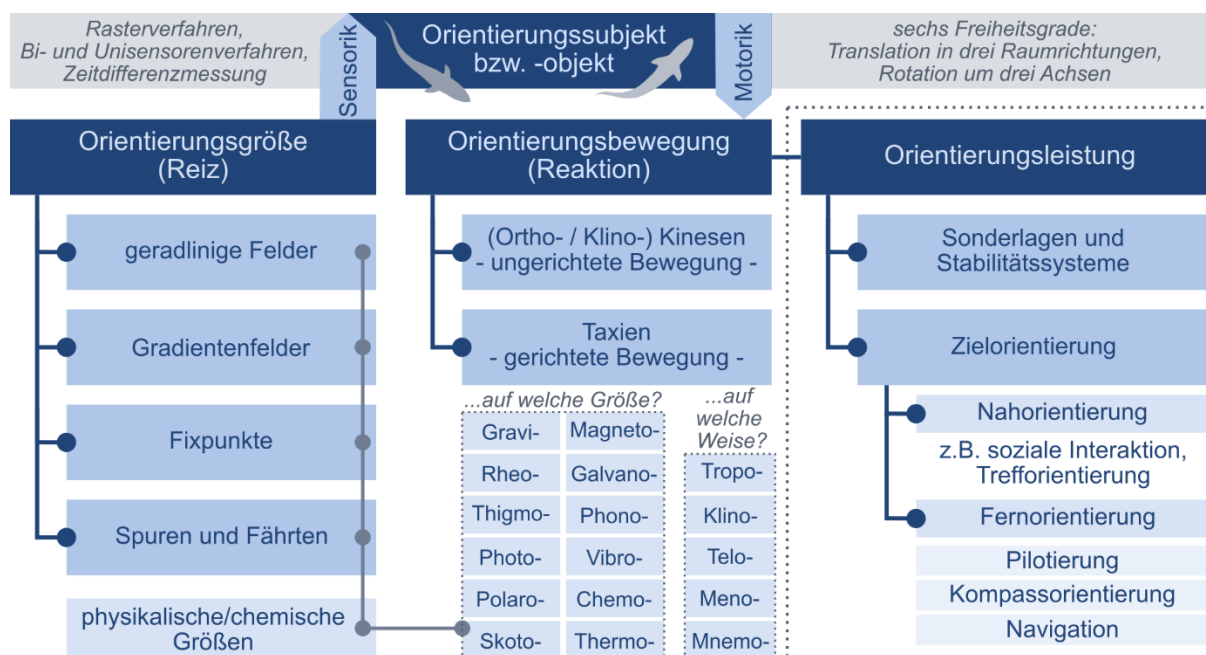 Rasterverfahren,
Bi- und Unisensorenverfahren,
Zeitdifferenzmessung
Sensorik
Orientierungssubjekt
bzw. -objekt
Motorik
sechs Freiheitsgrade:
Translation in drei Raumrichtungen,
Rotation um drei Achsen
Orientierungsgröße
(Reiz)
geradlinige Felder
Gradientenfelder
Fixpunkte
Spuren und Fährten
physikalische/chemische
Größen
Orientierungsbewegung
(Reaktion)
(Ortho- / Klino-) Kinesen
- ungerichtete Bewegung -
Taxien
- gerichtete Bewegung -
...auf welche Größe?
Gravi-
Magneto-
Rheo-
Galvano-
Thigmo-
Phono-
Photo-
Vibro-
Polaro-
Chemo-
Skoto-
Thermo-
...auf
welche
Weise?
Tropo-
Klino-
Telo-
Meno-
Mnemo-
Orientierungsleistung
Sonderlagen und
Stabilitätssysteme
Zielorientierung
Nahorientierung
z.B. soziale Interaktion,
Trefforientierung
Fernorientierung
Pilotierung
Kompassorientierung
Navigation